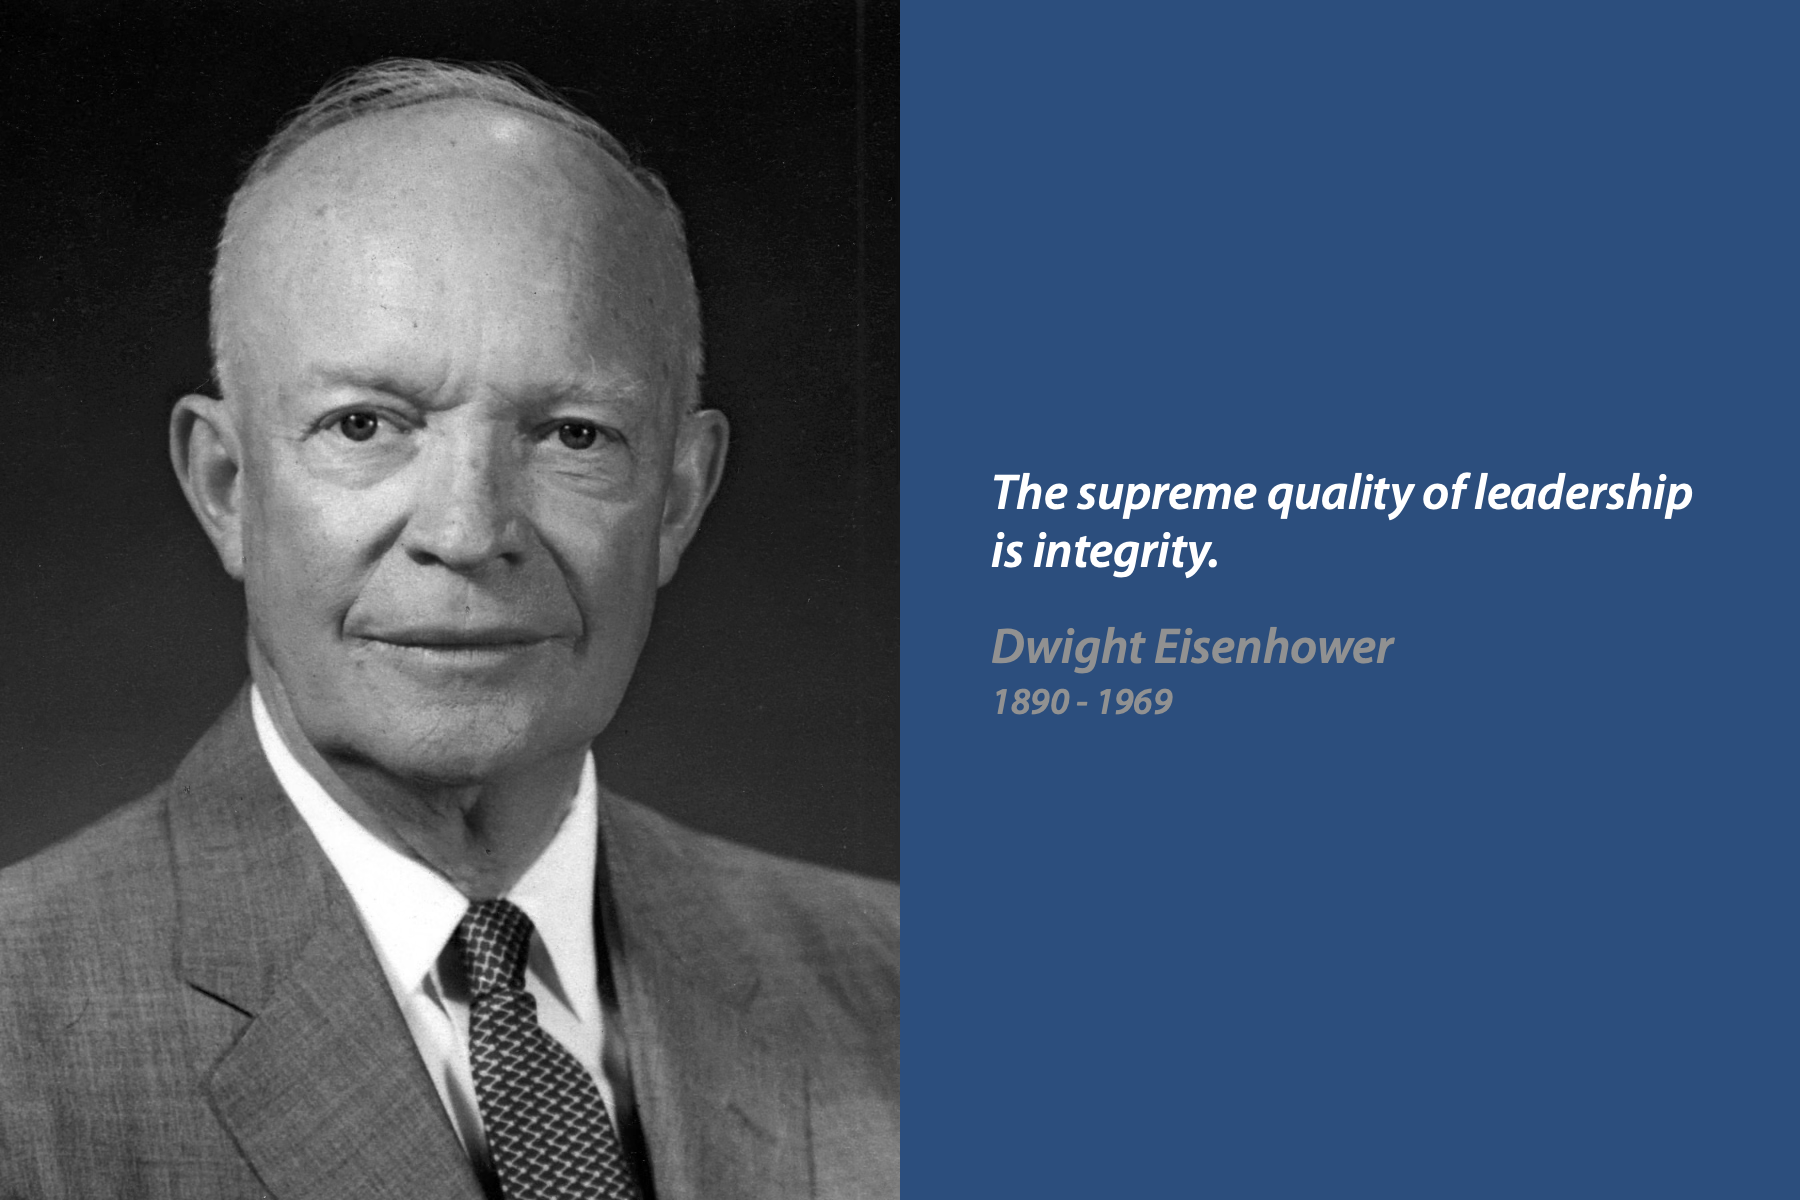 The supreme quality of leadership
is integrity.
Dwight Eisenhower
1890 - 1969